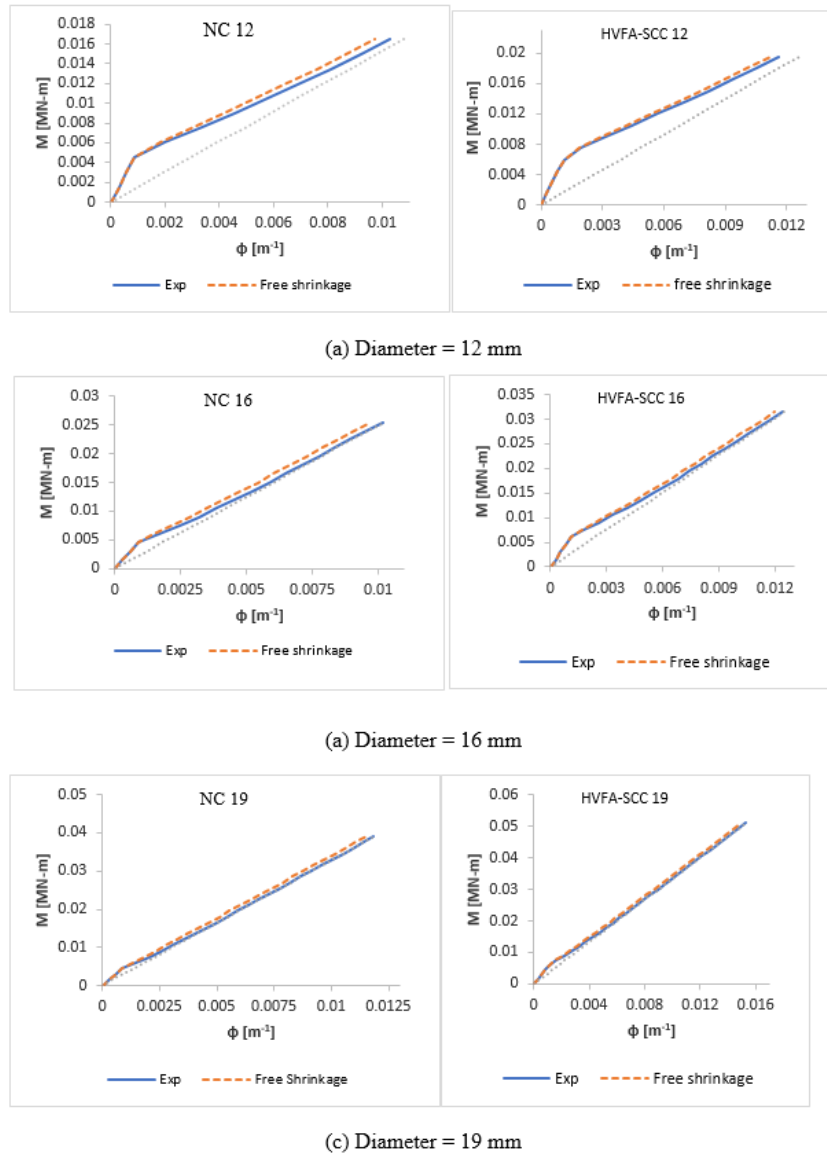 NC 12
M [MN-m]
0.018
0.016
0.014
0.012
0.01
0.008
0.006
0.004
0.002
0
0 0.002 0.004 0.006 0.008 0.01
ϕ [m⁻¹]
Exp Free shrinkage
HVFA-SCC 12
M [MN-m]
0.02
0.016
0.012
0.008
0.004
0
0 0.003 0.006 0.009 0.012
ϕ [m⁻¹]
Exp free shrinkage
(a) Diameter = 12 mm
NC 16
M [MN-m]
0.03
0.025
0.02
0.015
0.01
0.005
0
0 0.0025 0.005 0.0075 0.01
ϕ [m⁻¹]
Exp Free shrinkage
HVFA-SCC 16
M [MN-m]
0.035
0.03
0.025
0.02
0.015
0.01
0.005
0
0 0.003 0.006 0.009 0.012
ϕ [m⁻¹]
Exp Free shrinkage
(a) Diameter = 16 mm
NC 19
M [MN-m]
0.05
0.04
0.03
0.02
0.01
0
0 0.0025 0.005 0.0075 0.01 0.0125
ϕ [m⁻¹]
Exp Free Shrinkage
HVFA-SCC 19
M [MN-m]
0.06
0.05
0.04
0.03
0.02
0.01
0
0 0.004 0.008 0.012 0.016
ϕ [m⁻¹]
Exp Free shrinkage
(c) Diameter = 19 mm